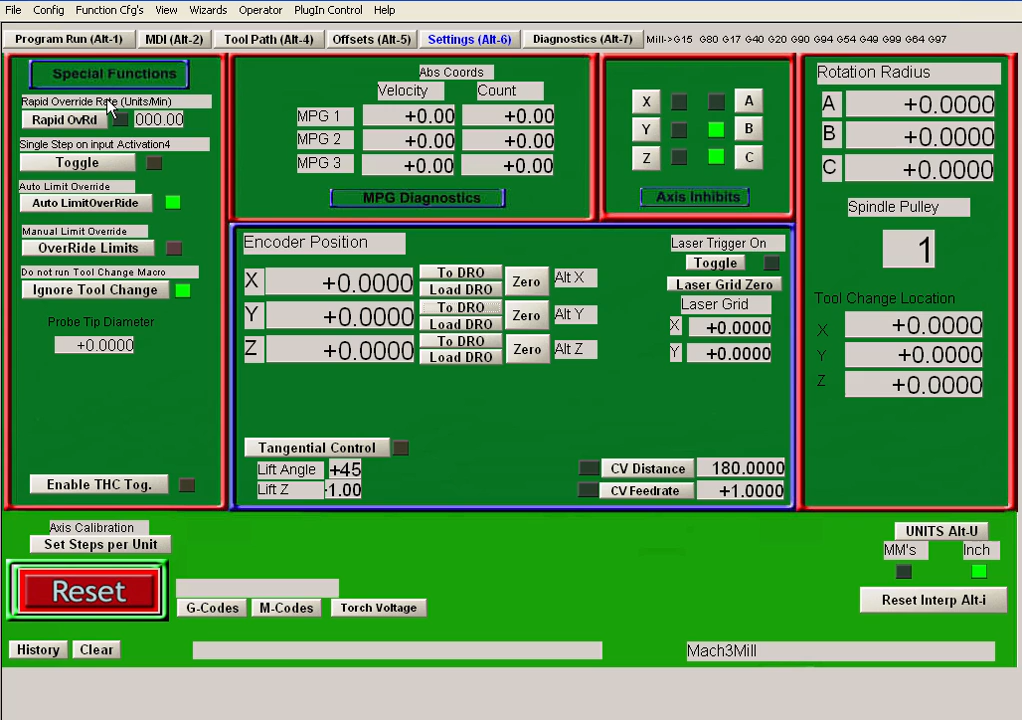 File Config Function Cfg's View Wizards Operator PlugIn Control Help
Program Run (Alt-1) MDI (Alt-2) Tool Path (Alt-4) Offsets (Alt-5) Settings (Alt-6) Diagnostics (Alt-7) Mill->G15 G80 G17 G40 G20 G90 G94 G54 G49 G99 G64 G97
Special Functions
Rapid Override Rate (Units/Min)
Rapid OvRd 000.00
Single Step on input Activation4
Toggle
Auto Limit Override
Auto LimitOverRide
Manual Limit Override
OverRide Limits
Do not run Tool Change Macro
Ignore Tool Change
Probe Tip Diameter
+0.0000
Enable THC Tog.
Abs Coords
Velocity Count
MPG 1 +0.00 +0.00
MPG 2 +0.00 +0.00
MPG 3 +0.00 +0.00
MPG Diagnostics
X A
Y B
Z C
Axis Inhibits
Rotation Radius
A +0.0000
B +0.0000
C +0.0000
Spindle Pulley
1
Tool Change Location
X +0.0000
Y +0.0000
Z +0.0000
Encoder Position
X +0.0000 To DRO Load DRO Zero Alt X
Y +0.0000 To DRO Load DRO Zero Alt Y
Z +0.0000 To DRO Load DRO Zero Alt Z
Laser Trigger On
Toggle
Laser Grid Zero
Laser Grid
X +0.0000
Y +0.0000
Tangential Control
Lift Angle +45
Lift Z +1.00
CV Distance 180.0000
CV Feedrate +1.0000
Axis Calibration
Set Steps per Unit
Reset
G-Codes M-Codes Torch Voltage
UNITS Alt-U
MM's Inch
Reset Interp Alt-i
History Clear
Mach3Mill